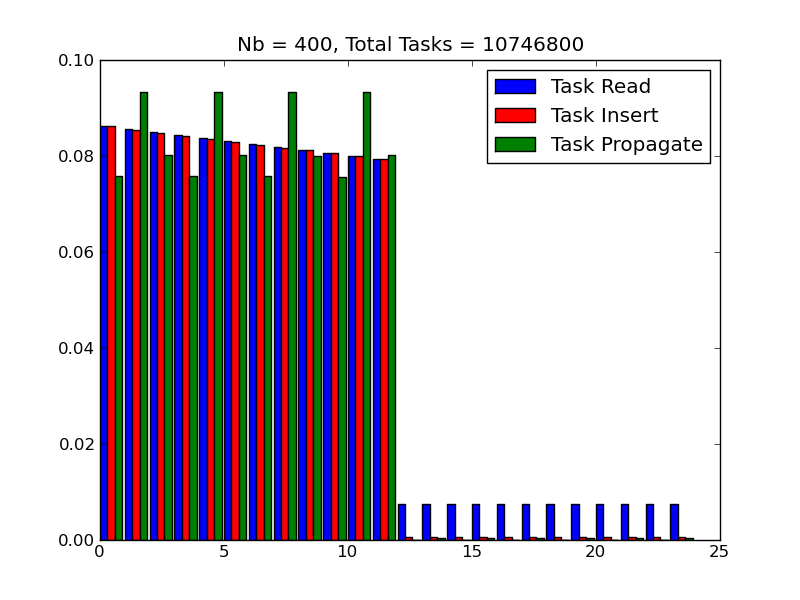 Nb = 400, Total Tasks = 10746800
0.10
Task Read
Task Insert
Task Propagate
0.08
0.06
0.04
0.02
0.00
0 5 10 15 20 25